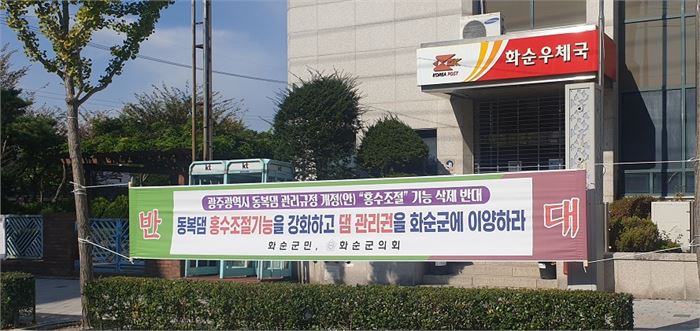 화순우체국
KOREA POST
kt kt
광주광역시 동복댐 관리규정 개정(안) "홍수조절" 기능 삭제 반대
반
동복댐 홍수조절기능을 강화하고 댐 관리권을 화순군에 이양하라
대
화순군민, 화순군의회